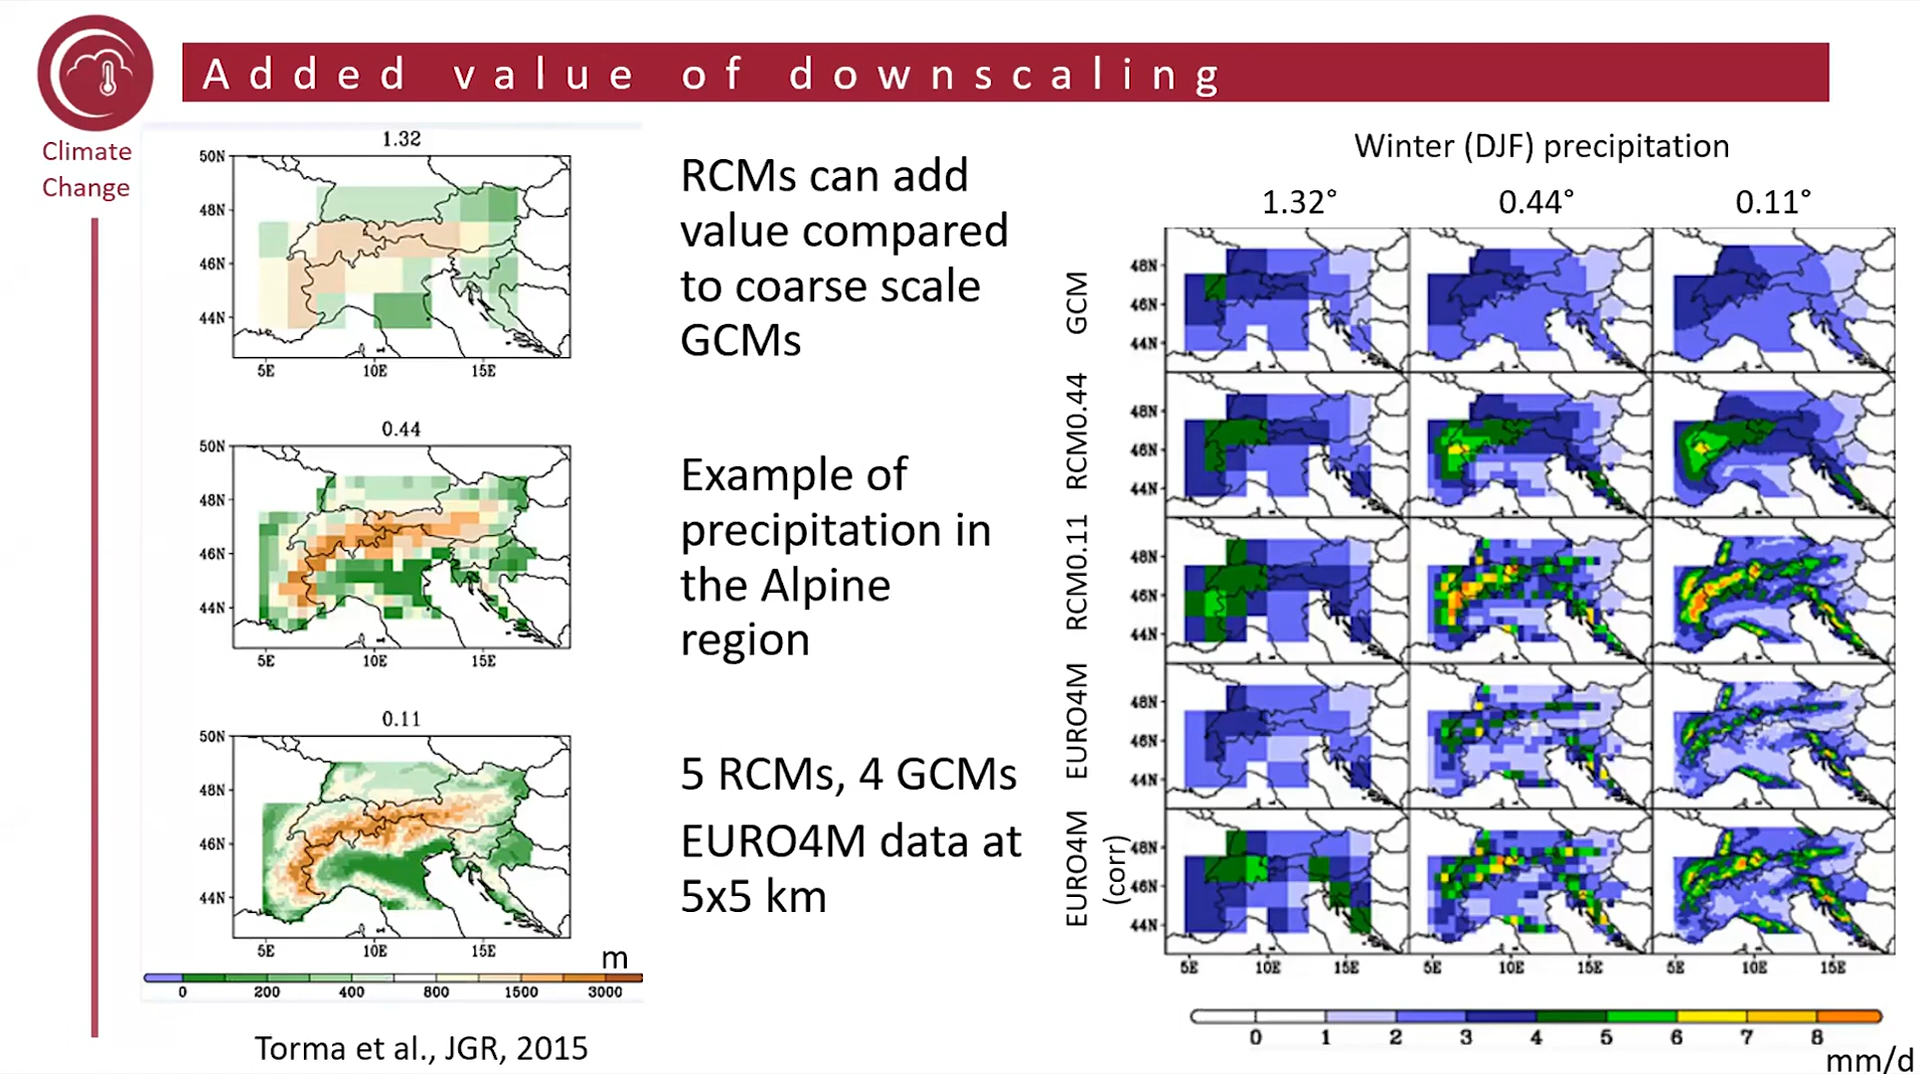 Added value of downscaling
Climate
Change
1.32
50N
48N
46N
44N
5E 10E 15E
0.44
50N
48N
46N
44N
5E 10E 15E
0.11
50N
48N
46N
44N
5E 10E 15E
m
0 200 400 800 1500 3000
Torma et al., JGR, 2015
RCMs can add
value compared
to coarse scale
GCMs
Example of
precipitation in
the Alpine
region
5 RCMs, 4 GCMs
EURO4M data at
5x5 km
Winter (DJF) precipitation
1.32° 0.44° 0.11°
GCM
48N
46N
44N
RCM0.44
48N
46N
44N
RCM0.11
48N
46N
44N
EURO4M
48N
46N
44N
EURO4M
(corr)
48N
46N
44N
5E 10E 15E 5E 10E 15E 5E 10E 15E
0 1 2 3 4 5 6 7 8
mm/d